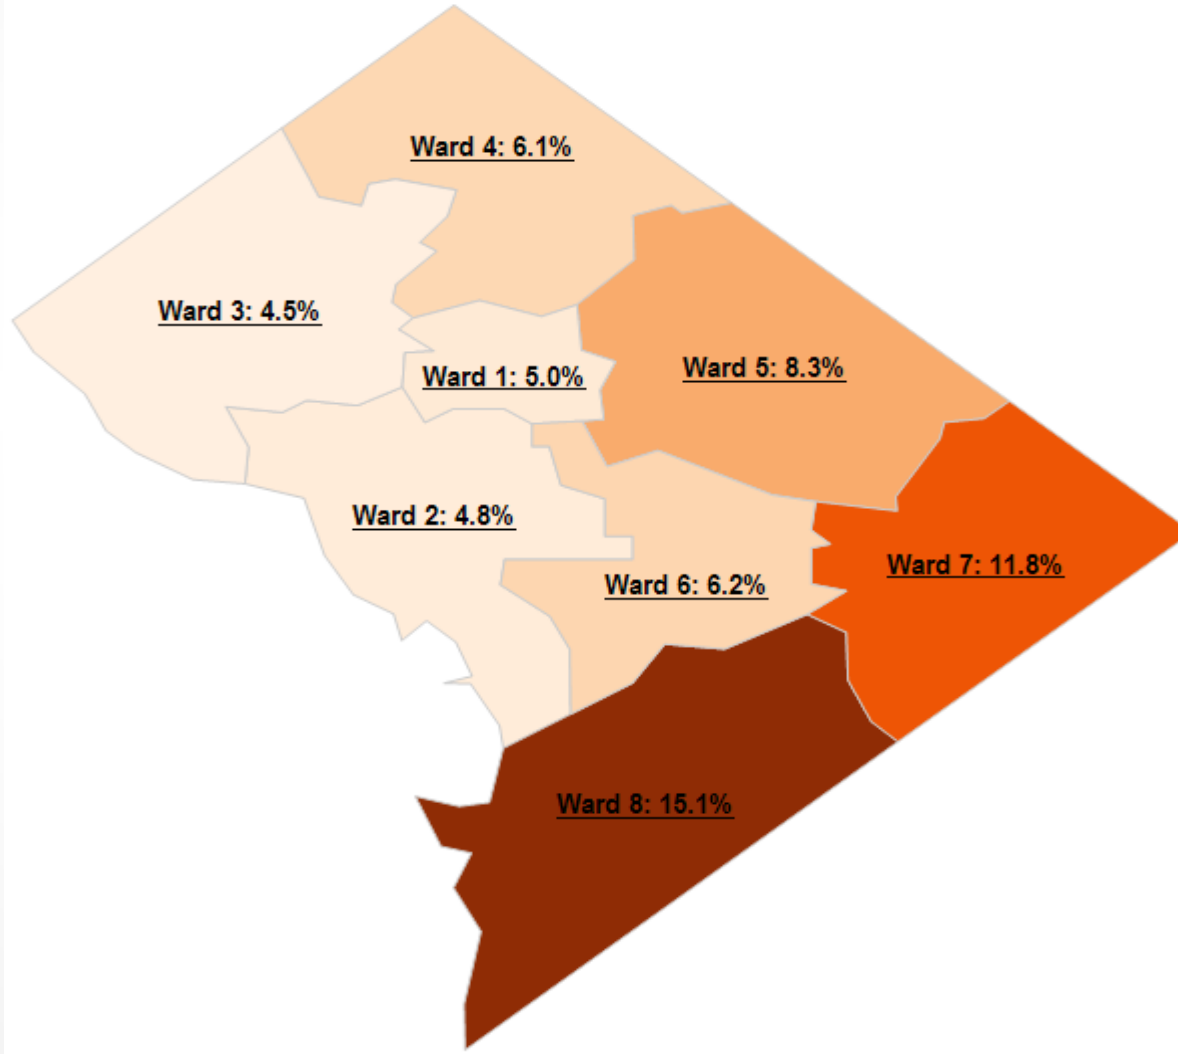 Ward 4: 6.1%
Ward 3: 4.5%
Ward 5: 8.3%
Ward 1: 5.0%
Ward 2: 4.8%
Ward 7: 11.8%
Ward 6: 6.2%
Ward 8: 15.1%